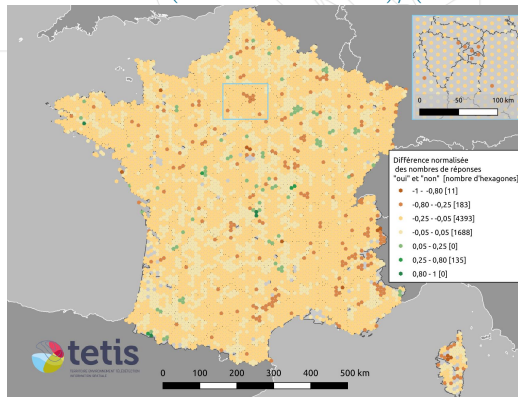 0 50 100 km
Différence normalisée
des nombres de réponses
"oui" et "non" [nombre d'hexagones]
-1 - -0,80 [11]
-0,80 - -0,25 [183]
-0,25 - -0,05 [4393]
-0,05 - 0,05 [1688]
0,05 - 0,25 [0]
0,25 - 0,80 [135]
0,80 - 1 [0]
tetis
0 100 200 300 400 500 km